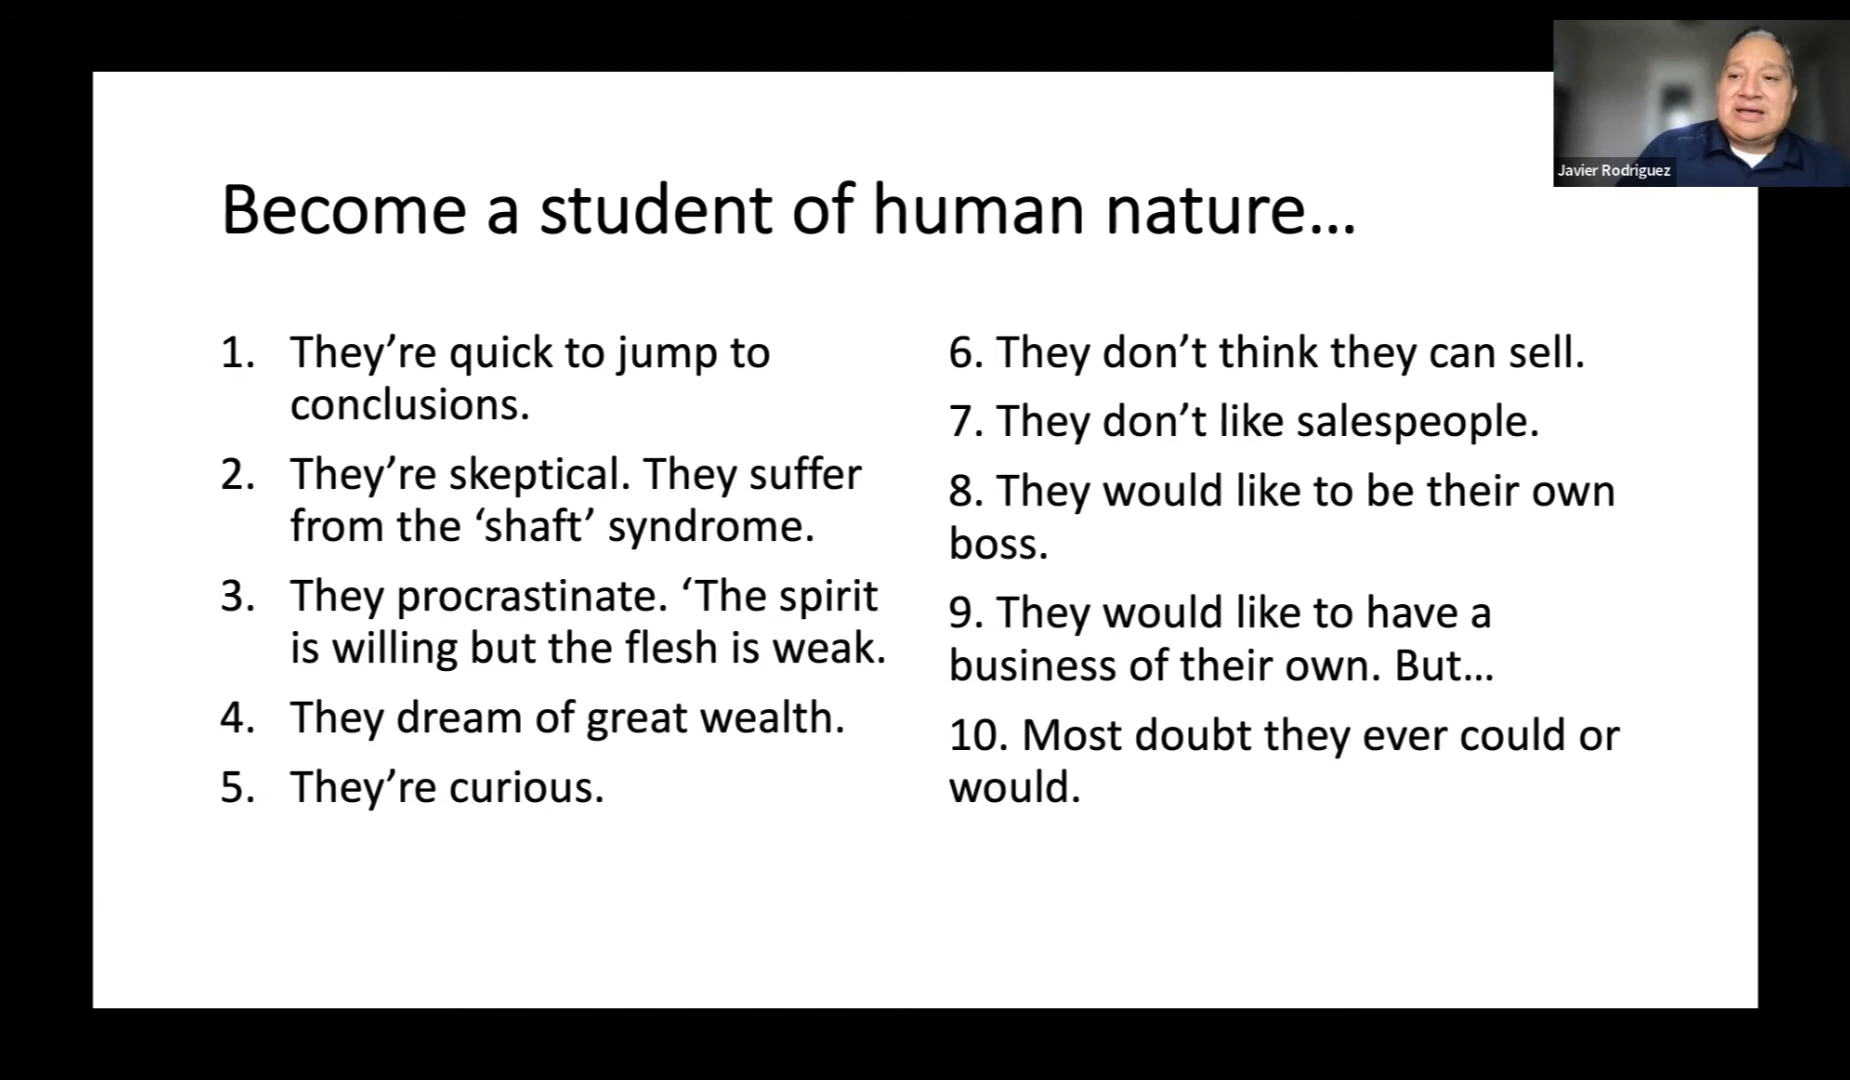 Javier Rodriguez
Become a student of human nature...
1. They’re quick to jump to
conclusions.
2. They’re skeptical. They suffer
from the ‘shaft’ syndrome.
3. They procrastinate. ‘The spirit
is willing but the flesh is weak.
4. They dream of great wealth.
5. They’re curious.
6. They don’t think they can sell.
7. They don’t like salespeople.
8. They would like to be their own
boss.
9. They would like to have a
business of their own. But...
10. Most doubt they ever could or
would.